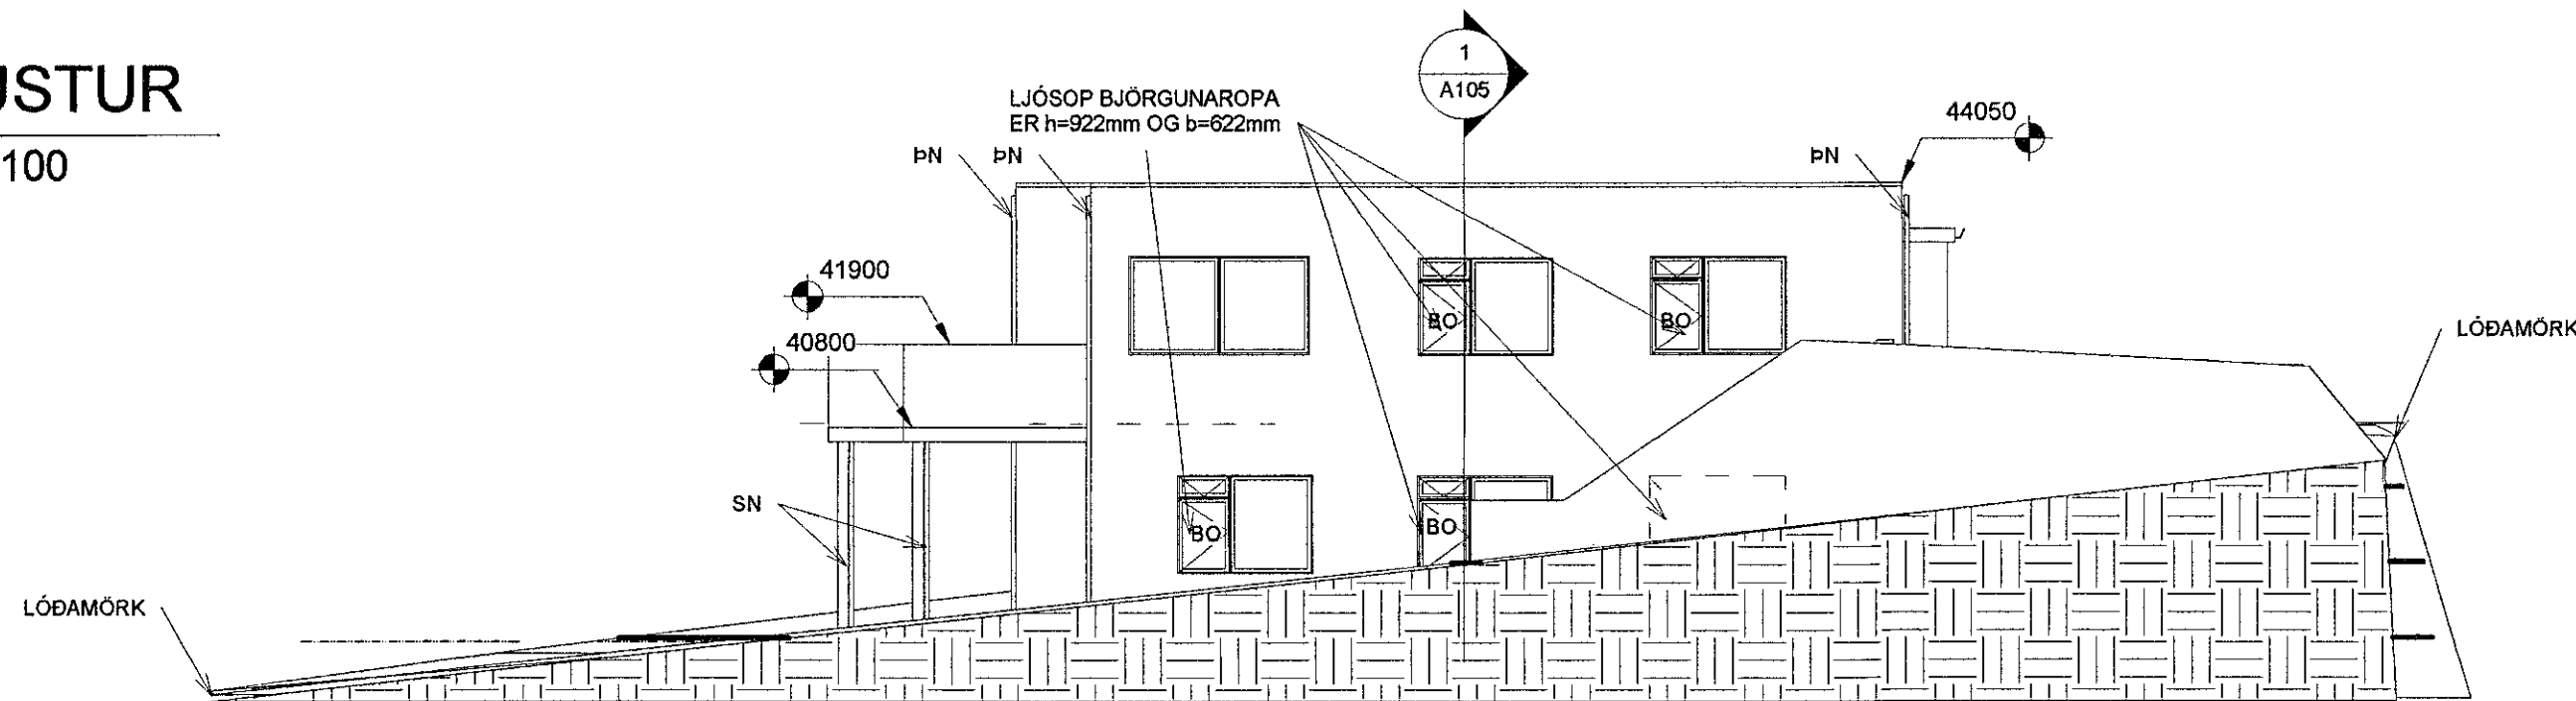 USTUR
100
LJÓSOP BJÖRGUNAROPA
ER h=922mm OG b=622mm
1
A105
44050
ÞN
ÞN
ÞN
41900
40800
BO
BO
LÓÐAMÖRK
SN
BO
BO
LÓÐAMÖRK